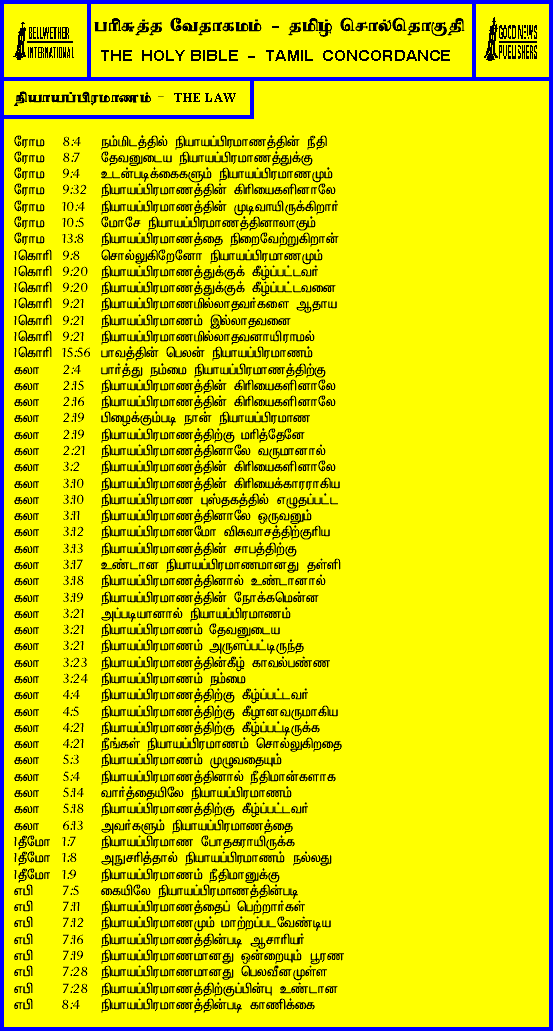 BELLWETHER
INTERNATIONAL
பரிசுத்த வேதாகமம் - தமிழ் சொல்தொகுதி
THE HOLY BIBLE - TAMIL CONCORDANCE
GOOD NEWS
PUBLISHERS
நியாயப்பிரமாணம் - THE LAW
ரோம 8:4 நம்மிடத்தில் நியாயப்பிரமாணத்தின் நீதி
ரோம 8:7 தேவனுடைய நியாயப்பிரமாணத்துக்கு
ரோம 9:4 உடன்படிக்கைகளும் நியாயப்பிரமாணமும்
ரோம 9:32 நியாயப்பிரமாணத்தின் கிரியைகளினாலே
ரோம 10:4 நியாயப்பிரமாணத்தின் முடிவாயிருக்கிறார்
ரோம 10:5 மோசே நியாயப்பிரமாணத்தினாலாகும்
ரோம 13:8 நியாயப்பிரமாணத்தை நிறைவேற்றுகிறான்
1கொரி 9:8 சொல்லுகிறேனோ நியாயப்பிரமாணமும்
1கொரி 9:20 நியாயப்பிரமாணத்துக்குக் கீழ்ப்பட்டவர்
1கொரி 9:20 நியாயப்பிரமாணத்துக்குக் கீழ்ப்பட்டவனை
1கொரி 9:21 நியாயப்பிரமாணமில்லாதவர்களை ஆதாய
1கொரி 9:21 நியாயப்பிரமாணம் இல்லாதவனை
1கொரி 9:21 நியாயப்பிரமாணமில்லாதவனாயிராமல்
1கொரி 15:56 பாவத்தின் பெலன் நியாயப்பிரமாணம்
கலா 2:4 பார்த்து நம்மை நியாயப்பிரமாணத்திற்கு
கலா 2:15 நியாயப்பிரமாணத்தின் கிரியைகளினாலே
கலா 2:16 நியாயப்பிரமாணத்தின் கிரியைகளினாலே
கலா 2:19 பிழைக்கும்படி நான் நியாயப்பிரமாண
கலா 2:19 நியாயப்பிரமாணத்திற்கு மரித்தேனே
கலா 2:21 நியாயப்பிரமாணத்தினாலே வருமானால்
கலா 3:2 நியாயப்பிரமாணத்தின் கிரியைகளினாலே
கலா 3:10 நியாயப்பிரமாணத்தின் கிரியைக்காரராகிய
கலா 3:10 நியாயப்பிரமாண புஸ்தகத்தில் எழுதப்பட்ட
கலா 3:11 நியாயப்பிரமாணத்தினாலே ஒருவனும்
கலா 3:12 நியாயப்பிரமாணமோ விசுவாசத்திற்குரிய
கலா 3:13 நியாயப்பிரமாணத்தின் சாபத்திற்கு
கலா 3:17 உண்டான நியாயப்பிரமாணமானது தள்ளி
கலா 3:18 நியாயப்பிரமாணத்தினால் உண்டானால்
கலா 3:19 நியாயப்பிரமாணத்தின் நோக்கமென்ன
கலா 3:21 அப்படியானால் நியாயப்பிரமாணம்
கலா 3:21 நியாயப்பிரமாணம் தேவனுடைய
கலா 3:21 நியாயப்பிரமாணம் அருளப்பட்டிருந்த
கலா 3:23 நியாயப்பிரமாணத்தின்கீழ் காவல்பண்ண
கலா 3:24 நியாயப்பிரமாணம் நம்மை
கலா 4:4 நியாயப்பிரமாணத்திற்கு கீழ்ப்பட்டவர்
கலா 4:5 நியாயப்பிரமாணத்திற்கு கீழானவருமாகிய
கலா 4:21 நியாயப்பிரமாணத்திற்கு கீழ்ப்பட்டிருக்க
கலா 4:21 நீங்கள் நியாயப்பிரமாணம் சொல்லுகிறதை
கலா 5:3 நியாயப்பிரமாணம் முழுவதையும்
கலா 5:4 நியாயப்பிரமாணத்தினால் நீதிமான்களாக
கலா 5:14 வார்த்தையிலே நியாயப்பிரமாணம்
கலா 5:18 நியாயப்பிரமாணத்திற்கு கீழ்ப்பட்டவர்
கலா 6:13 அவர்களும் நியாயப்பிரமாணத்தை
1தீமோ 1:7 நியாயப்பிரமாண போதகராயிருக்க
1தீமோ 1:8 அநுசரித்தால் நியாயப்பிரமாணம் நல்லது
1தீமோ 1:9 நியாயப்பிரமாணம் நீதிமானுக்கு
எபி 7:5 கையிலே நியாயப்பிரமாணத்தின்படி
எபி 7:11 நியாயப்பிரமாணத்தைப் பெற்றார்கள்
எபி 7:12 நியாயப்பிரமாணமும் மாற்றப்படவேண்டிய
எபி 7:16 நியாயப்பிரமாணத்தின்படி ஆசாரியர்
எபி 7:19 நியாயப்பிரமாணமானது ஒன்றையும் பூரண
எபி 7:28 நியாயப்பிரமாணமானது பெலவீனமுள்ள
எபி 7:28 நியாயப்பிரமாணத்திற்குப்பின்பு உண்டான
எபி 8:4 நியாயப்பிரமாணத்தின்படி காணிக்கை